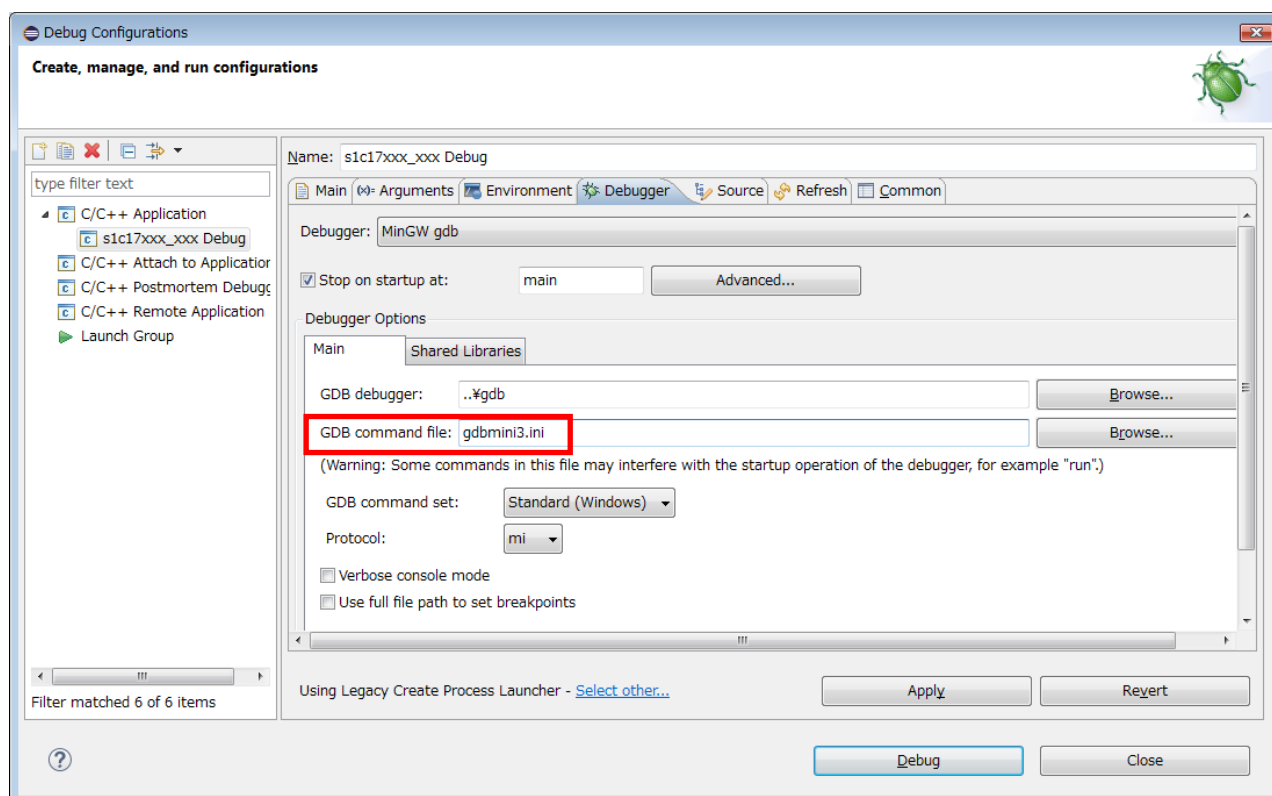 Debug Configurations
Create, manage, and run configurations
type filter text
C/C++ Application
s1c17xxx_xxx Debug
C/C++ Attach to Application
C/C++ Postmortem Debugg
C/C++ Remote Application
Launch Group
Filter matched 6 of 6 items
Name: s1c17xxx_xxx Debug
Main (x)= Arguments Environment Debugger Source Refresh Common
Debugger: MinGW gdb
Stop on startup at: main Advanced...
Debugger Options
Main Shared Libraries
GDB debugger: ..¥gdb Browse...
GDB command file: gdbmini3.ini Browse...
(Warning: Some commands in this file may interfere with the startup operation of the debugger, for example "run".)
GDB command set: Standard (Windows)
Protocol: mi
Verbose console mode
Use full file path to set breakpoints
Using Legacy Create Process Launcher - Select other... Apply Revert
? Debug Close